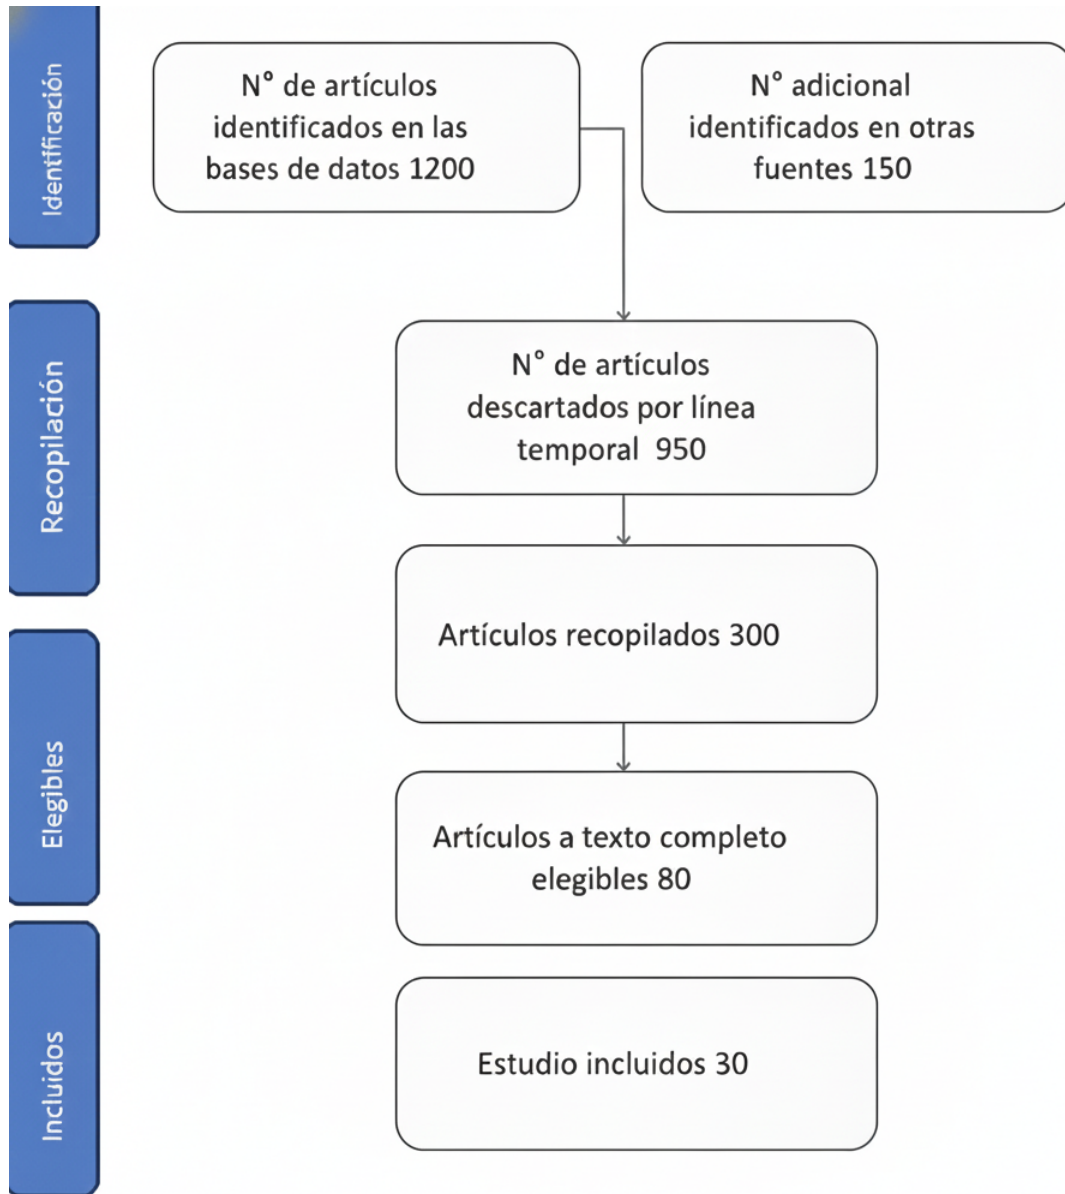 Identificación
N° de artículos
identificados en las
bases de datos 1200
N° adicional
identificados en otras
fuentes 150
Recopilación
N° de artículos
descartados por línea
temporal 950
Artículos recopilados 300
Elegibles
Artículos a texto completo
elegibles 80
Incluidos
Estudio incluidos 30